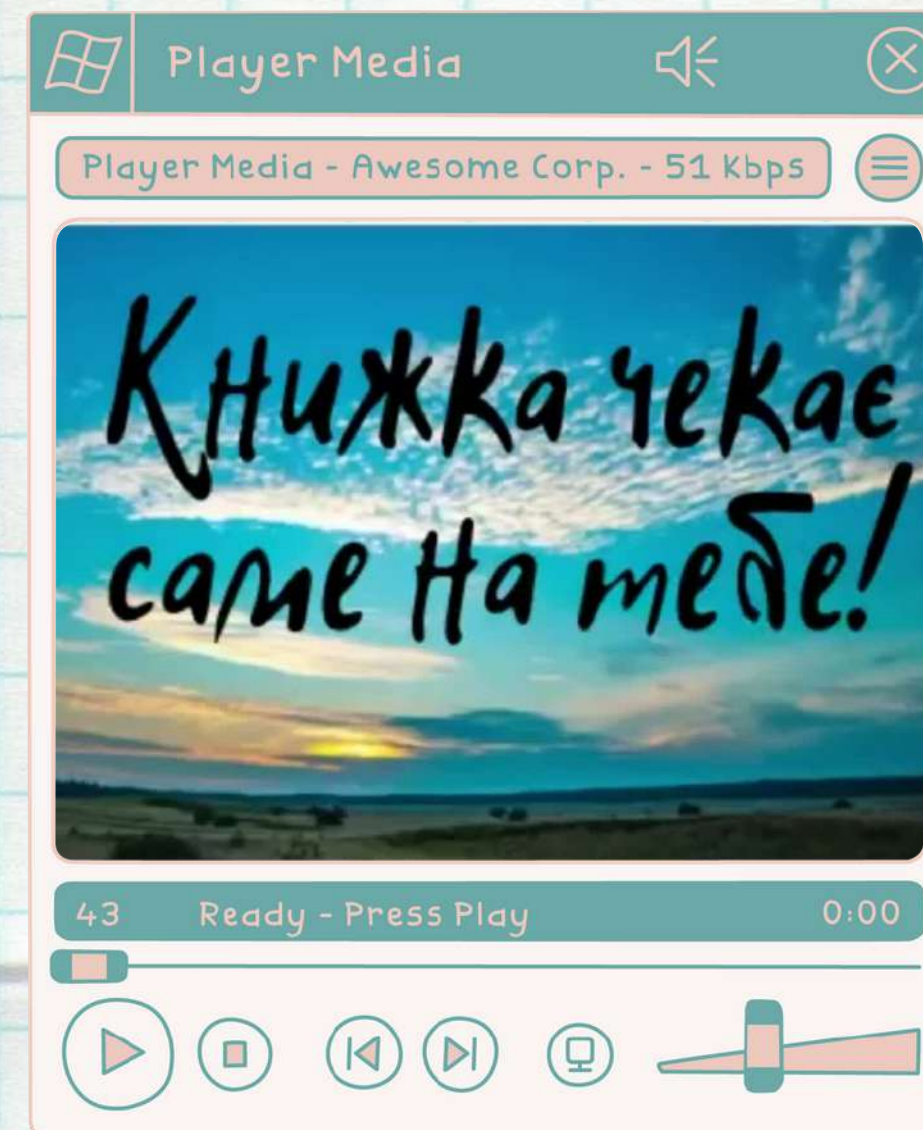 Player Media
Player Media - Awesome Corp. - 51 Kbps
Книжка чекає
саме на тебе!
43 Ready - Press Play 0:00